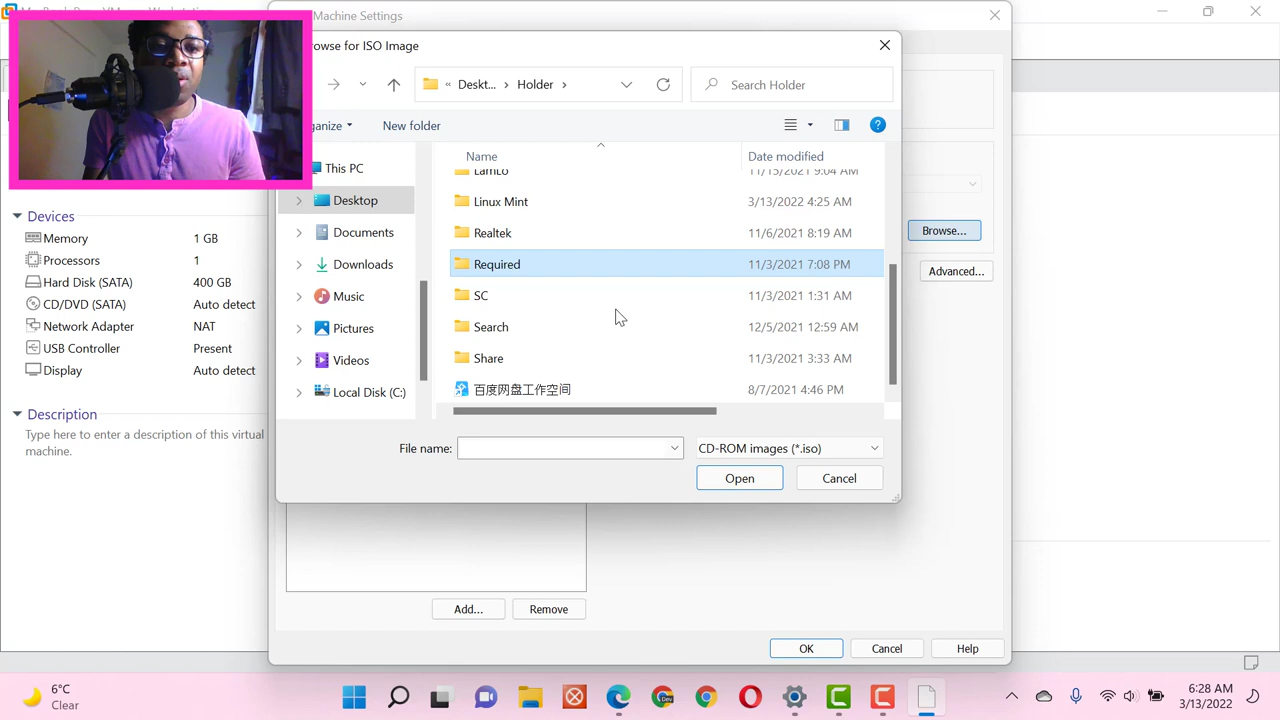 Machine Settings
owse for ISO Image
« Deskt... › Holder ›
Search Holder
ganize
New folder
Name
Date modified
LamLo
11/13/2021 9:04 AM
This PC
Desktop
Linux Mint
3/13/2022 4:25 AM
Documents
Realtek
11/6/2021 8:19 AM
Browse...
Downloads
Required
11/3/2021 7:08 PM
Advanced...
Music
SC
11/3/2021 1:31 AM
Pictures
Search
12/5/2021 12:59 AM
Videos
Share
11/3/2021 3:33 AM
Local Disk (C:)
百度网盘工作空间
8/7/2021 4:46 PM
File name:
CD-ROM images (*.iso)
Open
Cancel
Devices
Memory
1 GB
Processors
1
Hard Disk (SATA)
400 GB
CD/DVD (SATA)
Auto detect
Network Adapter
NAT
USB Controller
Present
Display
Auto detect
Description
Type here to enter a description of this virtual
machine.
Add...
Remove
OK
Cancel
Help
6°C
Clear
6:28 AM
3/13/2022